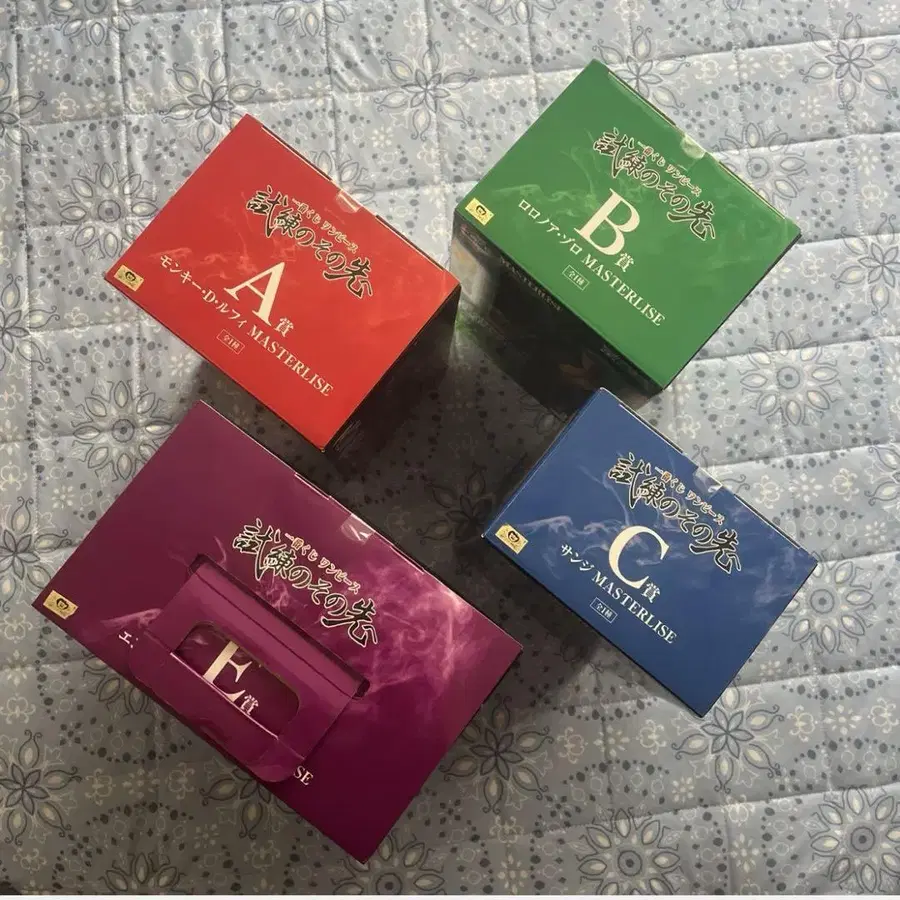 一番くじ ワンピース
試練のその先
A賞
モンキー・D・ルフィ MASTERLISE
全1種
一番くじ ワンピース
試練のその先
B賞
ロロノア・ゾロ MASTERLISE
全1種
一番くじ ワンピース
試練のその先
C賞
サンジ MASTERLISE
全1種
一番くじ ワンピース
試練のその先
E賞
エ
SE